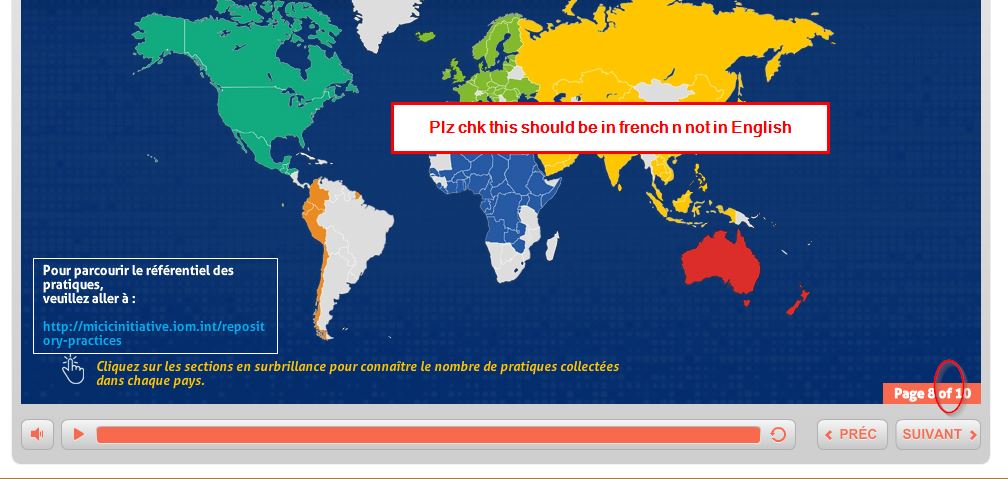 Plz chk this should be in french n not in English
Pour parcourir le référentiel des
pratiques,
veuillez aller à :
http://micicinitiative.iom.int/reposit
ory-practices
Cliquez sur les sections en surbrillance pour connaître le nombre de pratiques collectées
dans chaque pays.
Page 8 of 10
PRÉC
SUIVANT